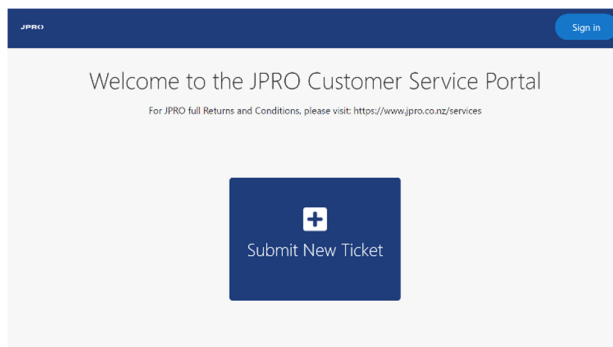 JPRO
Sign in
Welcome to the JPRO Customer Service Portal
For JPRO full Returns and Conditions, please visit: https://www.jpro.co.nz/services
Submit New Ticket